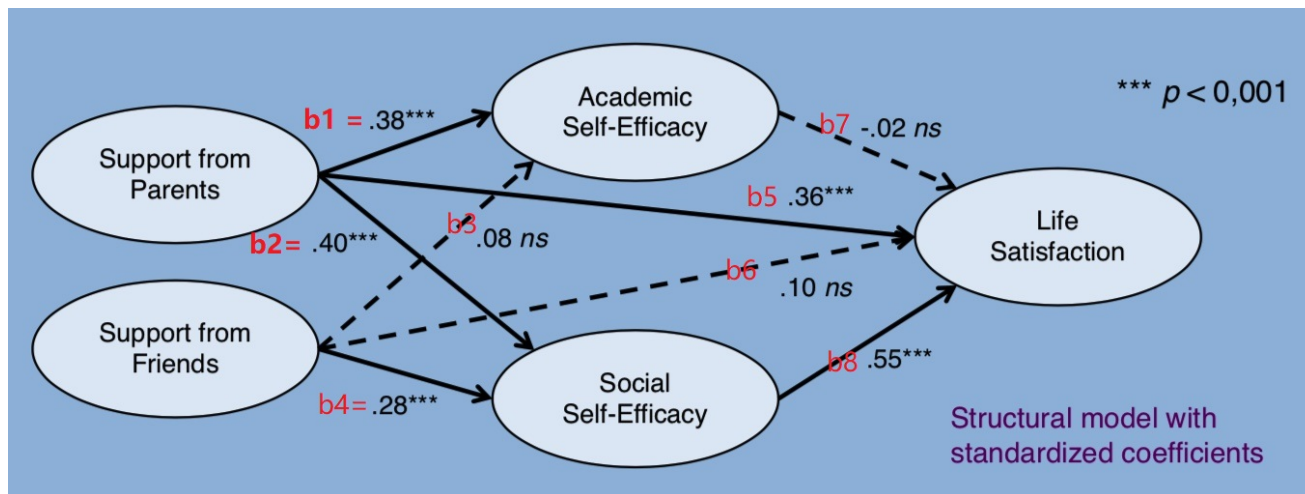 Academic
Self-Efficacy
*** p < 0,001
b1 = .38***
b7 -.02 ns
Support from
Parents
b5 .36***
b3
.08 ns
b2= .40***
Life
Satisfaction
b6
.10 ns
Support from
Friends
b8 .55***
b4= .28***
Social
Self-Efficacy
Structural model with
standardized coefficients